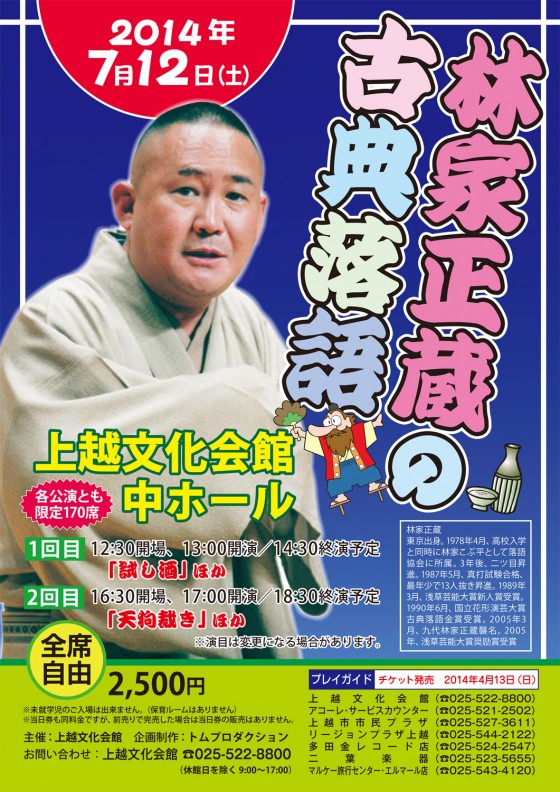 2014年
7月12日(土)
林家正蔵の
古典落語
上越文化会館
中ホール
各公演とも
限定170席
1回目 12:30開場、13:00開演／14:30終演予定
「試し酒」ほか
2回目 16:30開場、17:00開演／18:30終演予定
「天狗裁き」ほか
※演目は変更になる場合があります。
林家正蔵
東京出身。1978年4月、高校入学
と同時に林家こぶ平として落語
協会に所属。3年後、二ツ目昇
進。1987年5月、真打試験合格、
最年少で13人抜き昇進。1989年
3月、浅草芸能大賞新人賞受賞。
1990年6月、国立花形演芸大賞
古典落語金賞受賞。2005年3
月、九代林家正蔵襲名。2005
年、浅草芸能大賞奨励賞受賞
全席
自由
2,500円
※未就学児のご入場は出来ません。（保育ルームはありません）
※当日券も同料金ですが、前売りで完売した場合は当日券の販売はありません。
主催：上越文化会館 企画制作：トムプロダクション
お問い合わせ：上越文化会館 ☎025-522-8800
（休館日を除く 9:00〜17:00）
プレイガイド チケット発売 2014年4月13日（日）
上越文化会館（☎025-522-8800）
アコーレ・サービスカウンター（☎025-521-2502）
上越市市民プラザ（☎025-527-3611）
リージョンプラザ上越（☎025-544-2122）
多田金レコード店（☎025-524-2547）
二葉楽器（☎025-523-5655）
マルケー旅行センター・エルマール店（☎025-543-4120）